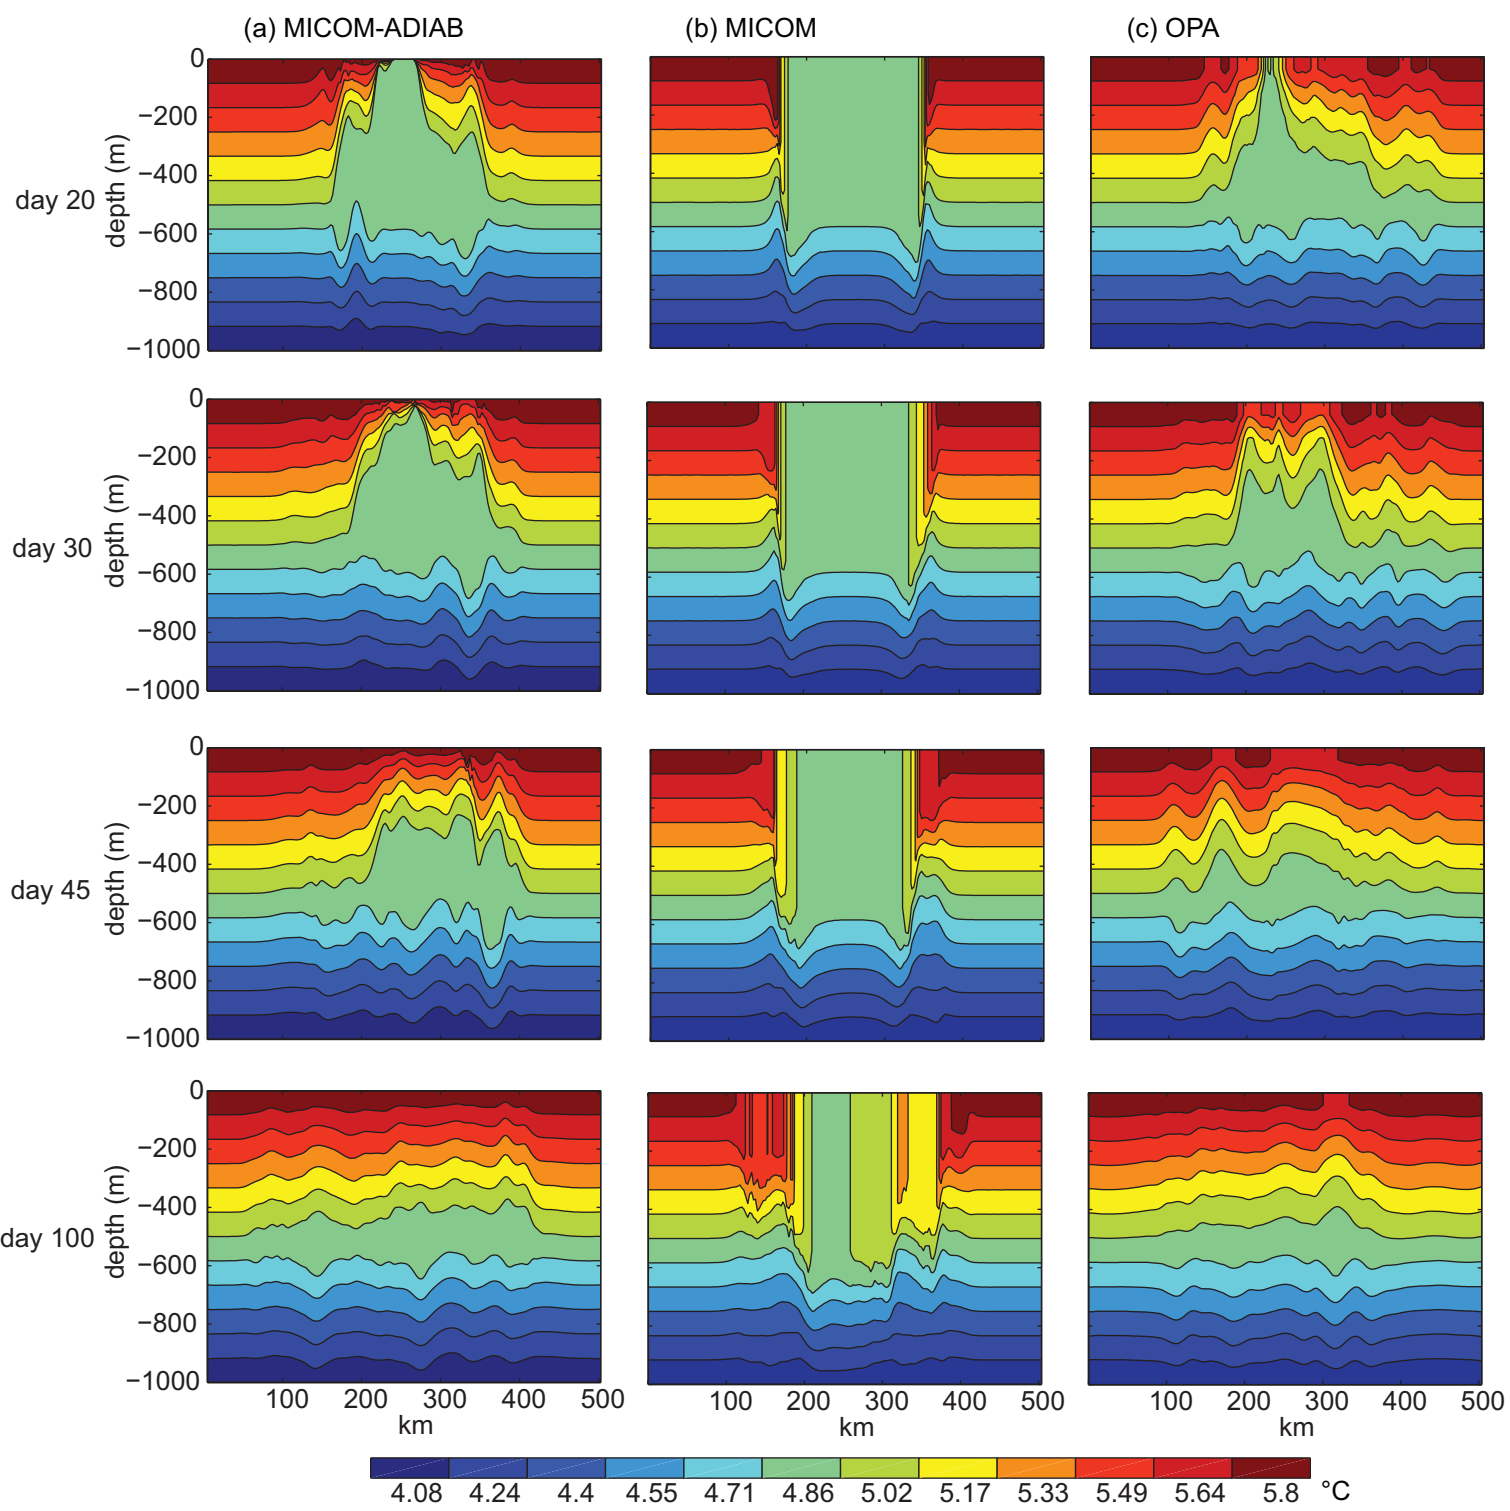 (a) MICOM-ADIAB (b) MICOM (c) OPA
day 20
depth (m)
0
−200
−400
−600
−800
−1000
day 30
depth (m)
0
−200
−400
−600
−800
−1000
day 45
depth (m)
0
−200
−400
−600
−800
−1000
day 100
depth (m)
0
−200
−400
−600
−800
−1000
100 200 300 400 500 100 200 300 400 500 100 200 300 400 500
km km km
4.08 4.24 4.4 4.55 4.71 4.86 5.02 5.17 5.33 5.49 5.64 5.8 °C